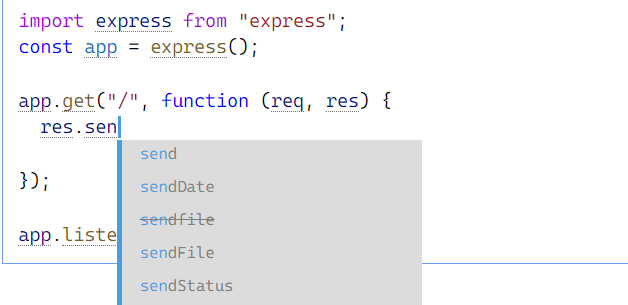 import express from "express";
const app = express();
app.get("/", function (req, res) {
res.sen
send
sendDate
sendfile
sendFile
sendStatus
});
app.liste